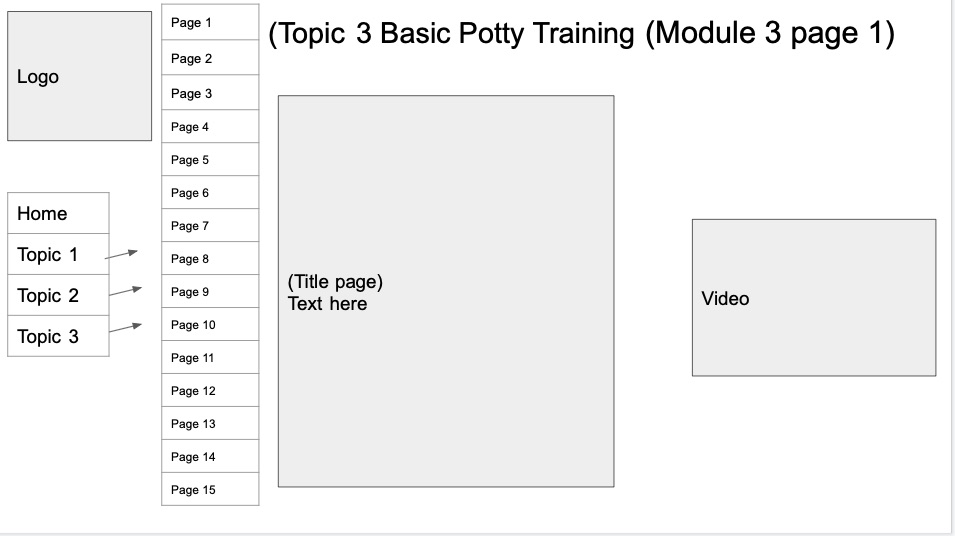 Logo
Home
Topic 1
Topic 2
Topic 3
Page 1
Page 2
Page 3
Page 4
Page 5
Page 6
Page 7
Page 8
Page 9
Page 10
Page 11
Page 12
Page 13
Page 14
Page 15
(Topic 3 Basic Potty Training (Module 3 page 1)
(Title page)
Text here
Video